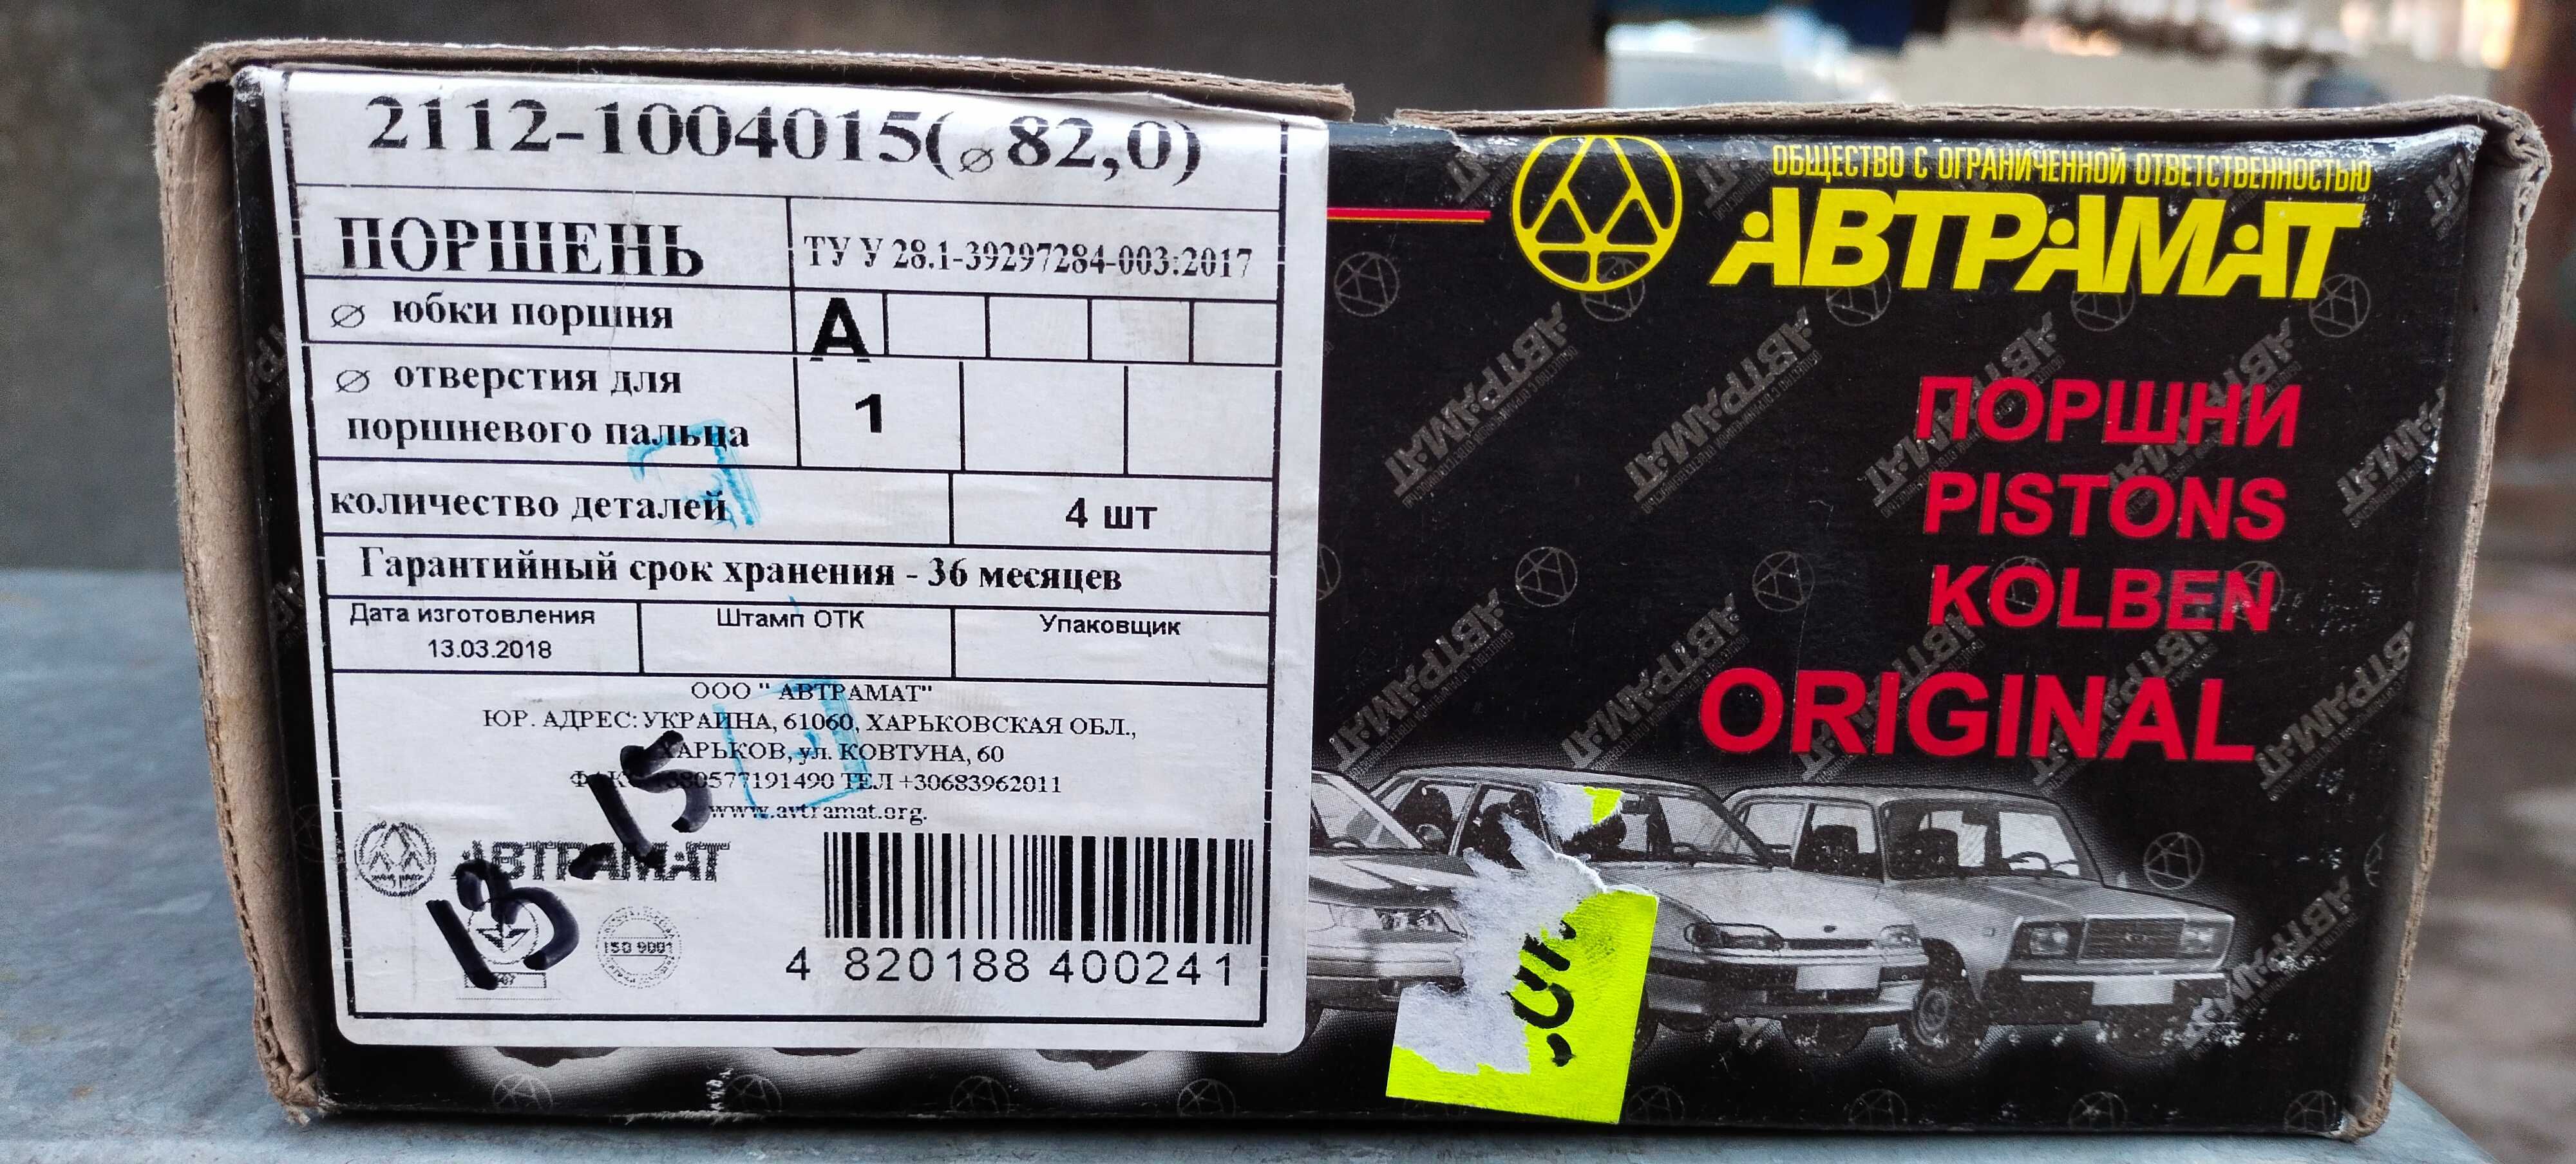 2112-1004015(⌀82,0)
ПОРШЕНЬ
ТУ У 28.1-39297284-003:2017
⌀ юбки поршня
А
⌀ отверстия для
поршневого пальца
1
количество деталей
4 шт
Гарантийный срок хранения - 36 месяцев
Дата изготовления
13.03.2018
Штамп ОТК
Упаковщик
ООО " АВТРАМАТ"
ЮР. АДРЕС: УКРАИНА, 61060, ХАРЬКОВСКАЯ ОБЛ.,
ХАРЬКОВ, ул. КОВТУНА, 60
ТЕЛ +30683962011
www.avtramat.org.
АВТРАМАТ
13-15
ISO 9001
4 820188 400241
ОБЩЕСТВО С ОГРАНИЧЕННОЙ ОТВЕТСТВЕННОСТЬЮ
АВТРАМАТ
ПОРШНИ
PISTONS
KOLBEN
ORIGINAL